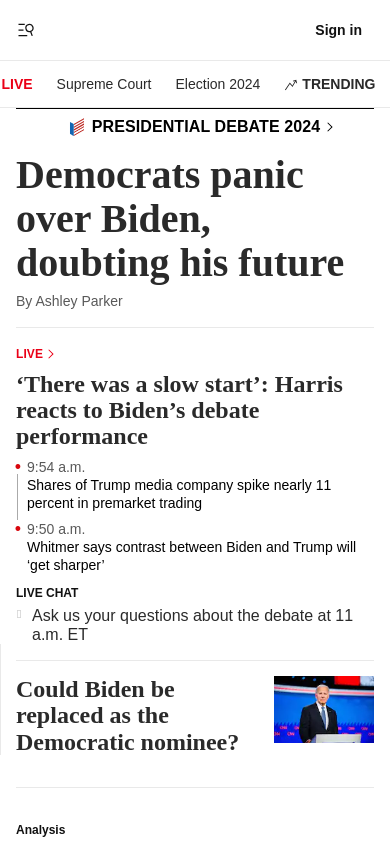 Sign in
LIVE Supreme Court Election 2024 TRENDING
PRESIDENTIAL DEBATE 2024
Democrats panic
over Biden,
doubting his future
By Ashley Parker
LIVE
‘There was a slow start’: Harris
reacts to Biden’s debate
performance
9:54 a.m.
Shares of Trump media company spike nearly 11
percent in premarket trading
9:50 a.m.
Whitmer says contrast between Biden and Trump will
‘get sharper’
LIVE CHAT
Ask us your questions about the debate at 11
a.m. ET
Could Biden be
replaced as the
Democratic nominee?
Analysis